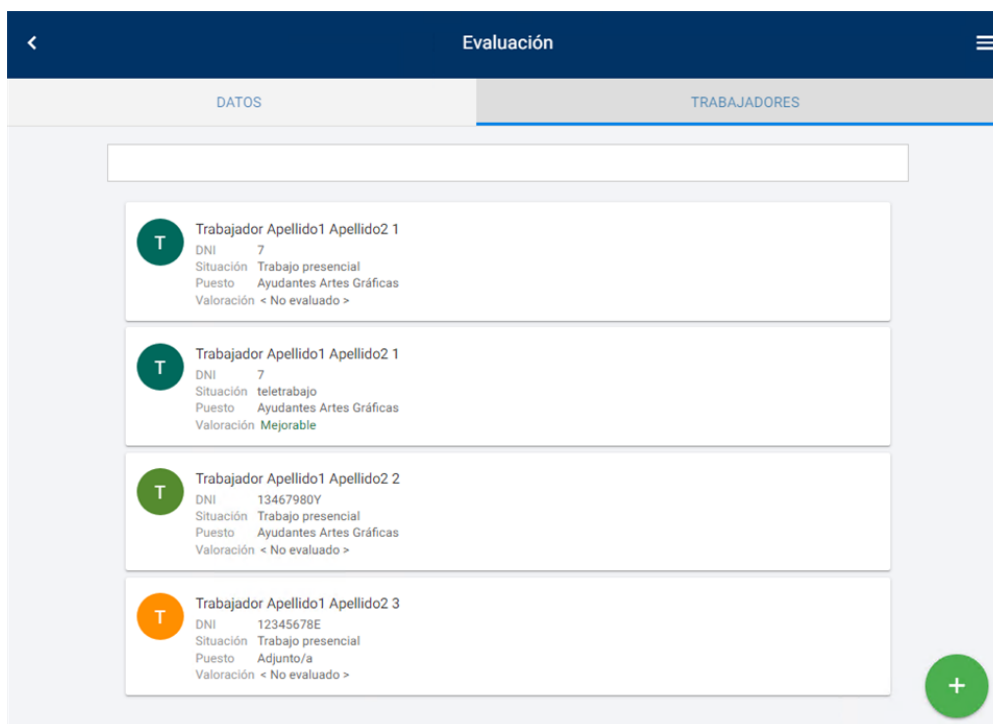 Evaluación
DATOS
TRABAJADORES
T
Trabajador Apellido1 Apellido2 1
DNI 7
Situación Trabajo presencial
Puesto Ayudantes Artes Gráficas
Valoración < No evaluado >
T
Trabajador Apellido1 Apellido2 1
DNI 7
Situación teletrabajo
Puesto Ayudantes Artes Gráficas
Valoración Mejorable
T
Trabajador Apellido1 Apellido2 2
DNI 13467980Y
Situación Trabajo presencial
Puesto Ayudantes Artes Gráficas
Valoración < No evaluado >
T
Trabajador Apellido1 Apellido2 3
DNI 12345678E
Situación Trabajo presencial
Puesto Adjunto/a
Valoración < No evaluado >
+